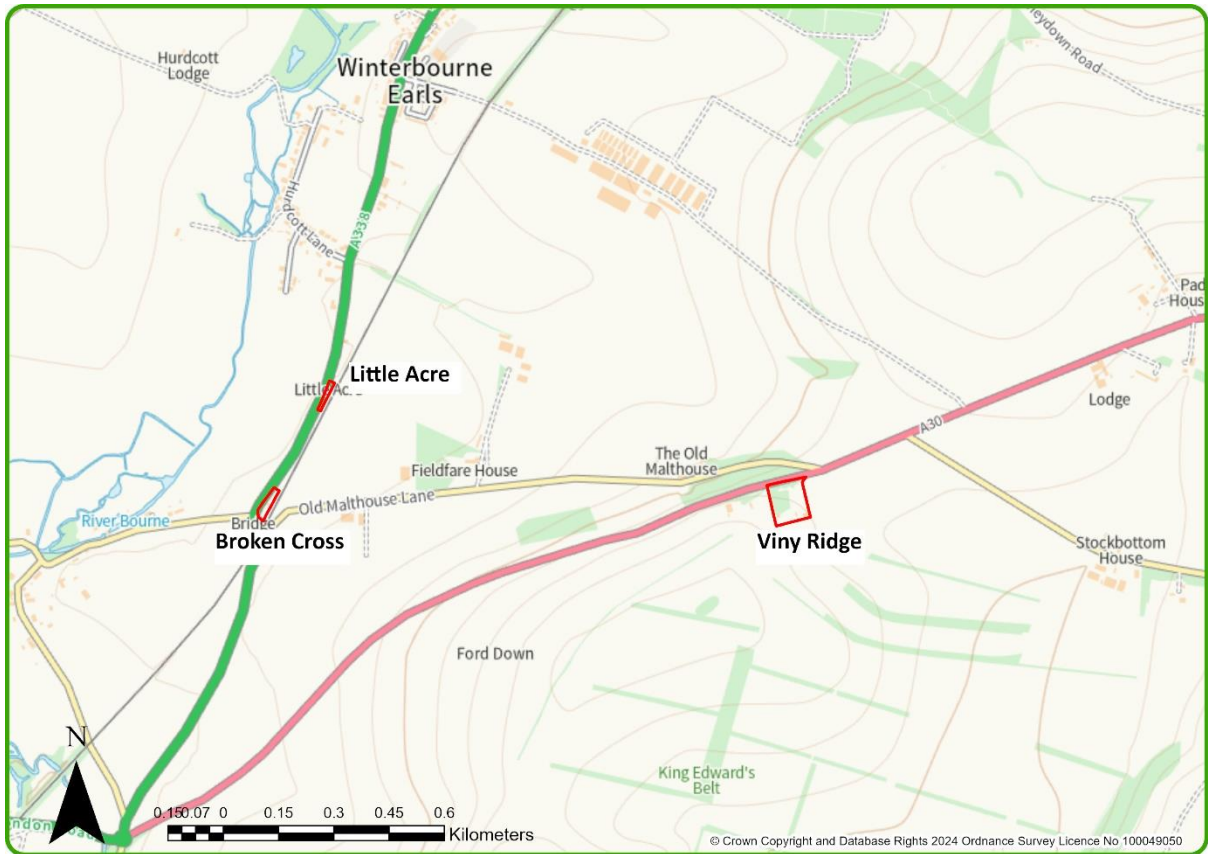 Hurdcott
Lodge
Winterbourne
Earls
Hurdcott Lane
A338
Little Acre
Little Acre
Fieldfare House
The Old
Malthouse
Old Malthouse Lane
River Bourne
Bridge
Broken Cross
Viny Ridge
A30
Lodge
Stockbottom
House
Ford Down
King Edward's
Belt
N
0.15 0.07 0 0.15 0.3 0.45 0.6
Kilometers
© Crown Copyright and Database Rights 2024 Ordnance Survey Licence No 100049050